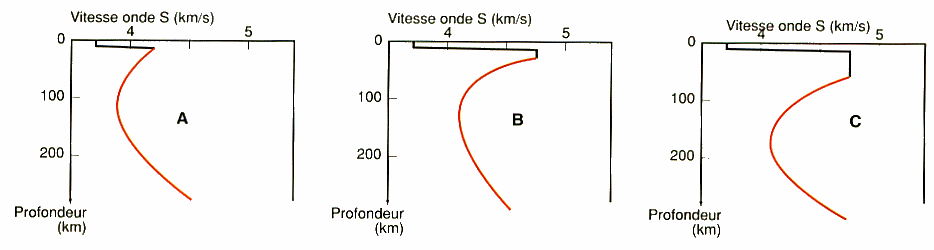 Vitesse onde S (km/s)
4 5
0
100
A
200
Profondeur
(km)
Vitesse onde S (km/s)
4 5
0
100
B
200
Profondeur
(km)
Vitesse onde S (km/s)
4 5
0
100
C
200
Profondeur
(km)